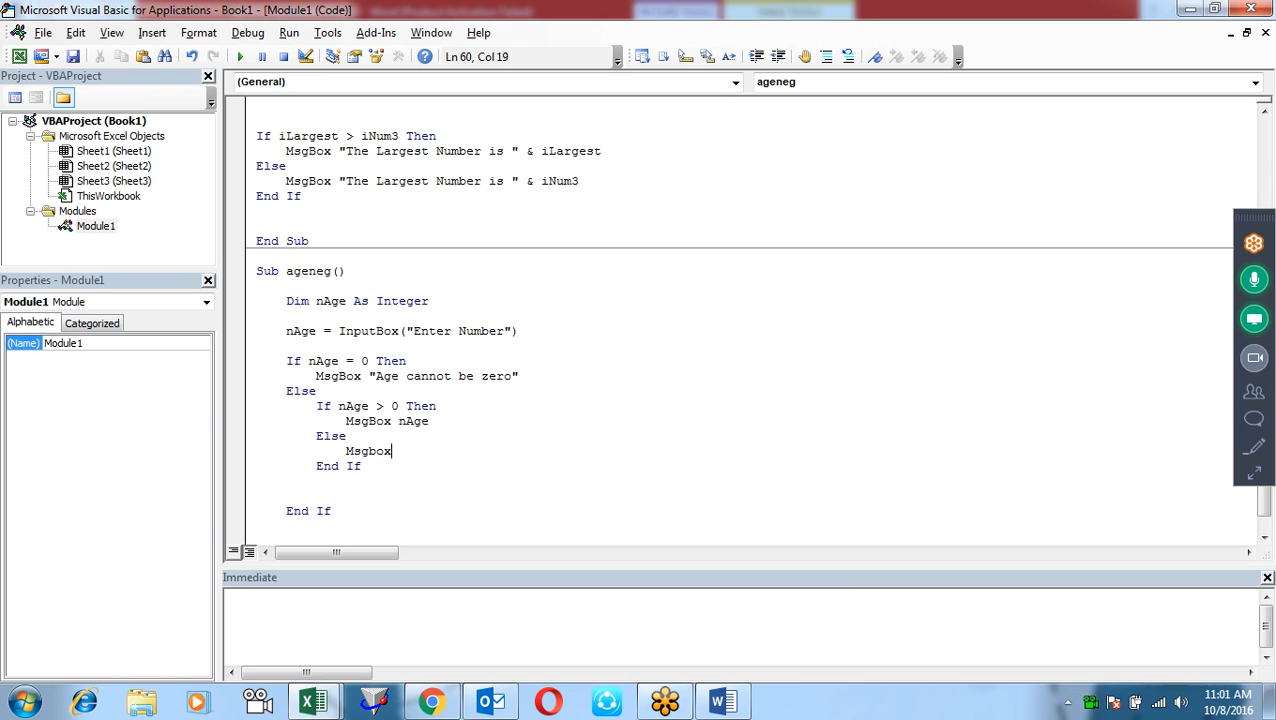 Microsoft Visual Basic for Applications - Book1 - [Module1 (Code)]
File Edit View Insert Format Debug Run Tools Add-Ins Window Help
Ln 60, Col 19
Project - VBAProject
(General)
ageneg
VBAProject (Book1)
Microsoft Excel Objects
Sheet1 (Sheet1)
Sheet2 (Sheet2)
Sheet3 (Sheet3)
ThisWorkbook
Modules
Module1
Properties - Module1
Module1 Module
Alphabetic Categorized
(Name) Module1
If iLargest > iNum3 Then
MsgBox "The Largest Number is " & iLargest
Else
MsgBox "The Largest Number is " & iNum3
End If
End Sub
Sub ageneg()
Dim nAge As Integer
nAge = InputBox("Enter Number")
If nAge = 0 Then
MsgBox "Age cannot be zero"
Else
If nAge > 0 Then
MsgBox nAge
Else
Msgbox
End If
End If
Immediate
11:01 AM
10/8/2016